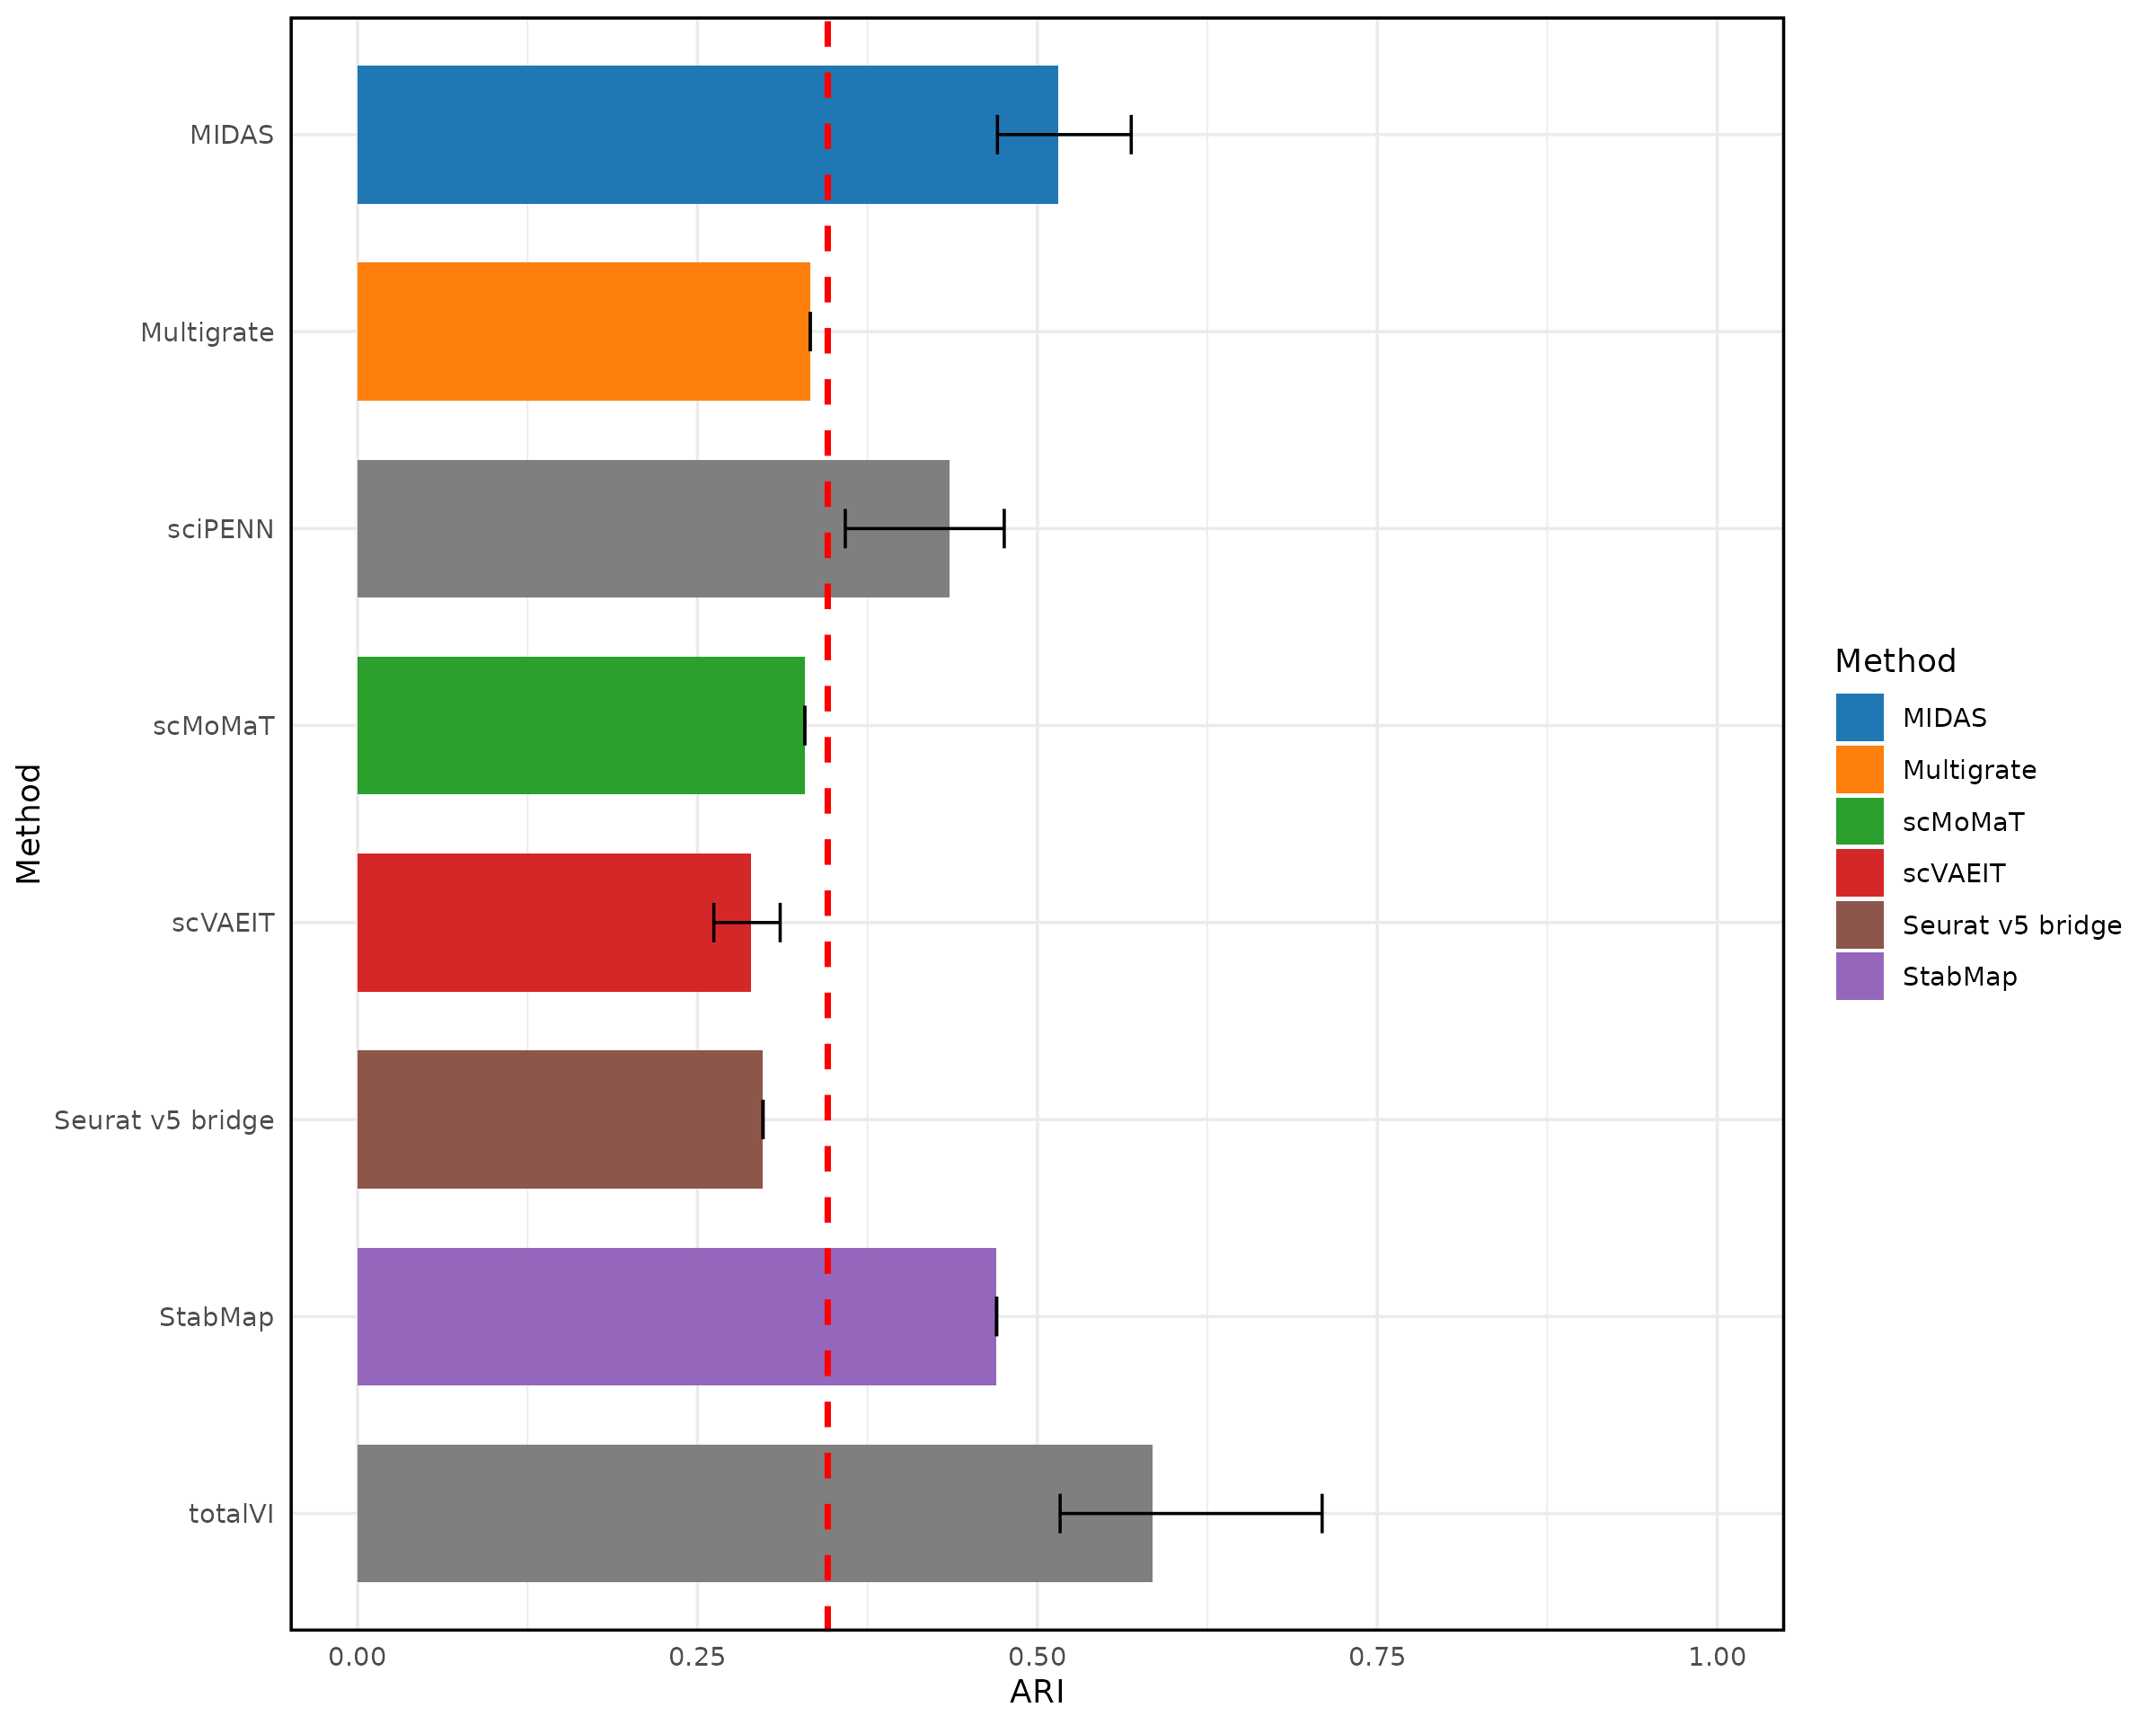 MIDAS
Multigrate
sciPENN
scMoMaT
scVAEIT
Seurat v5 bridge
StabMap
totalVI
Method
0.00 0.25 0.50 0.75 1.00
ARI
Method
MIDAS
Multigrate
scMoMaT
scVAEIT
Seurat v5 bridge
StabMap